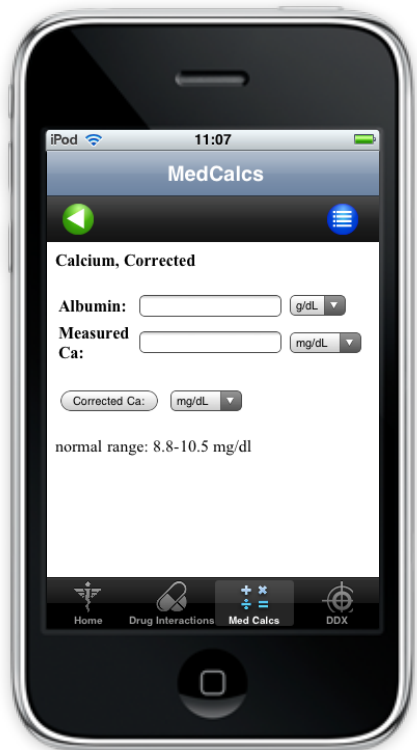 iPod 11:07
MedCalcs
Calcium, Corrected
Albumin: g/dL
Measured
Ca: mg/dL
Corrected Ca: mg/dL
normal range: 8.8-10.5 mg/dl
Home Drug Interactions Med Calcs DDX